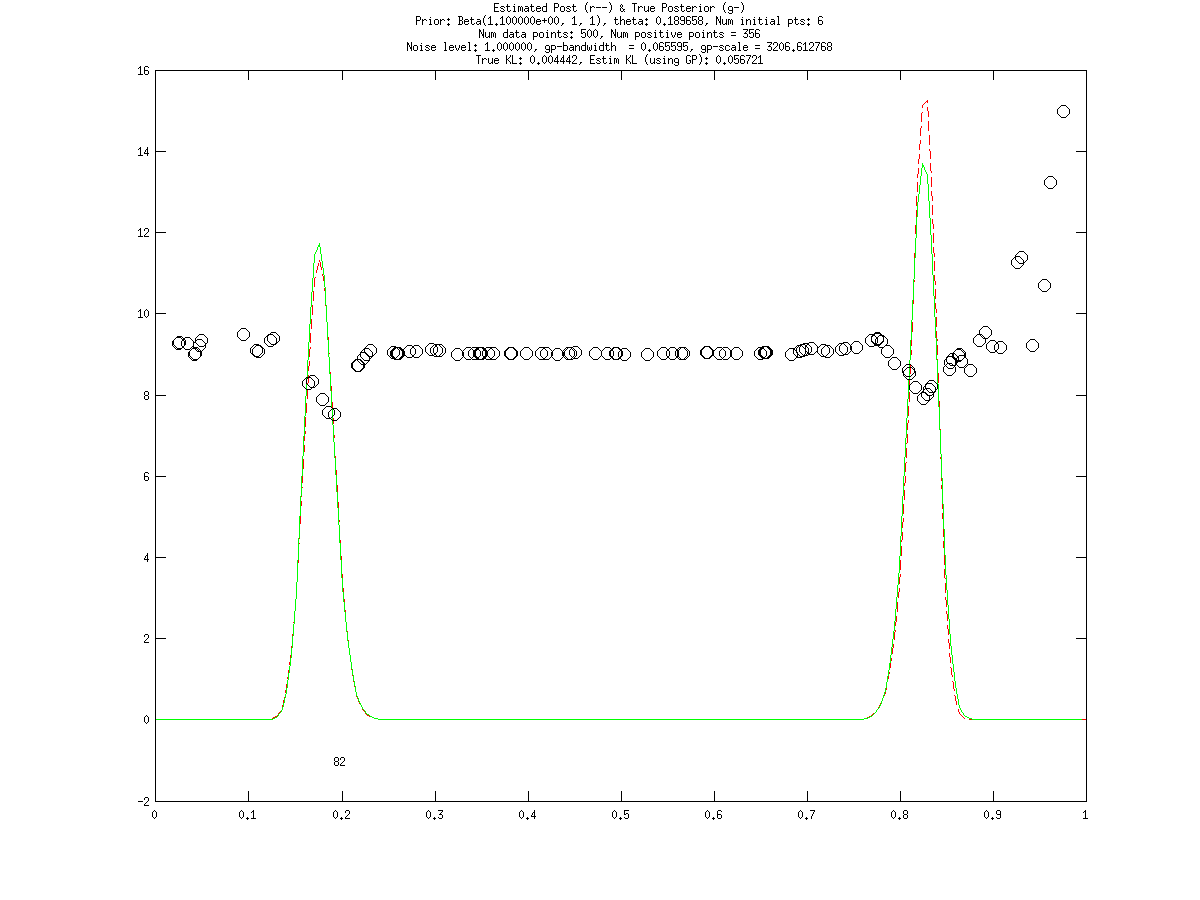 Estimated Post (r--) & True Posterior (g-)
Prior: Beta(1.100000e+00, 1, 1), theta: 0.189658, Num initial pts: 6
Num data points: 500, Num positive points = 356
Noise level: 1.000000, gp-bandwidth  = 0.065595, gp-scale = 3206.612768
True KL: 0.004442, Estim KL (using GP): 0.056721
16
14
12
10
8
6
4
2
0
82
-2
0 0.1 0.2 0.3 0.4 0.5 0.6 0.7 0.8 0.9 1